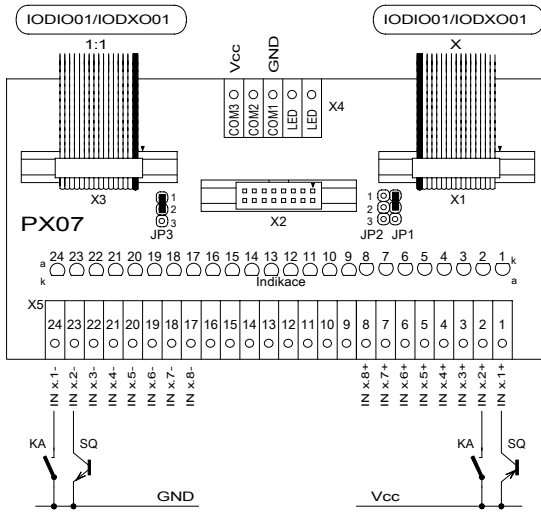 IODIO01/IODXO01 IODIO01/IODXO01
1:1 X
Vcc GND
COM3 COM2 COM1 LED LED X4
X3 X2 X1
1 2 3 JP3
1 2 3 JP2 JP1
PX07
a 24 23 22 21 20 19 18 17 16 15 14 13 12 11 10 9 8 7 6 5 4 3 2 1 k
k Indikace a
X5
24 23 22 21 20 19 18 17 16 15 14 13 12 11 10 9 8 7 6 5 4 3 2 1
IN x.1- IN x.2- IN x.3- IN x.4- IN x.5- IN x.6- IN x.7- IN x.8- IN x.8+ IN x.7+ IN x.6+ IN x.5+ IN x.4+ IN x.3+ IN x.2+ IN x.1+
KA SQ KA SQ
GND Vcc